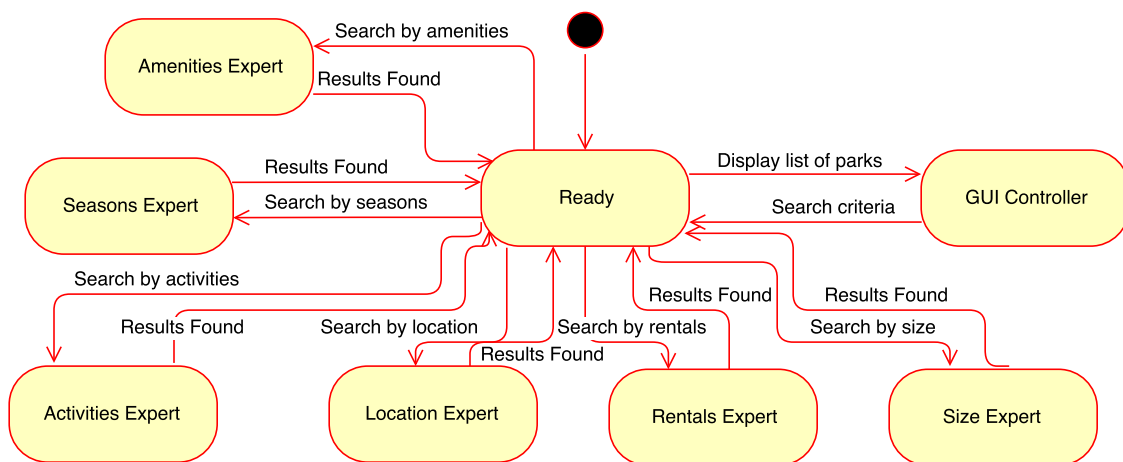 Search by amenities
Amenities Expert
Results Found
Display list of parks
Results Found
Seasons Expert
Search by seasons
Ready
GUI Controller
Search criteria
Search by activities
Results Found
Results Found
Results Found
Search by location
Search by rentals
Search by size
Results Found
Activities Expert
Location Expert
Rentals Expert
Size Expert